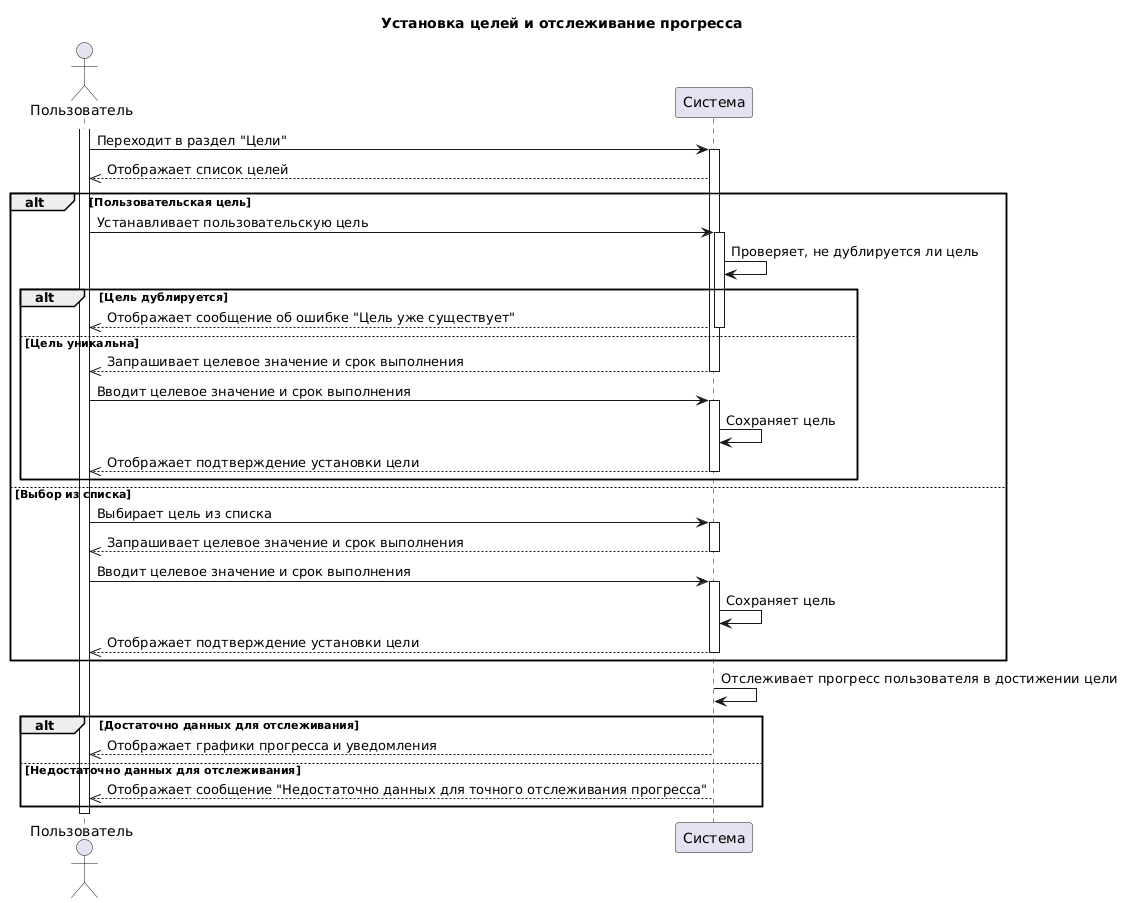 Установка целей и отслеживание прогресса
Пользователь
Система
Переходит в раздел "Цели"
Отображает список целей
alt
[Пользовательская цель]
Устанавливает пользовательскую цель
Проверяет, не дублируется ли цель
alt
[Цель дублируется]
Отображает сообщение об ошибке "Цель уже существует"
[Цель уникальна]
Запрашивает целевое значение и срок выполнения
Вводит целевое значение и срок выполнения
Сохраняет цель
Отображает подтверждение установки цели
[Выбор из списка]
Выбирает цель из списка
Запрашивает целевое значение и срок выполнения
Вводит целевое значение и срок выполнения
Сохраняет цель
Отображает подтверждение установки цели
Отслеживает прогресс пользователя в достижении цели
alt
[Достаточно данных для отслеживания]
Отображает графики прогресса и уведомления
[Недостаточно данных для отслеживания]
Отображает сообщение "Недостаточно данных для точного отслеживания прогресса"
Пользователь
Система